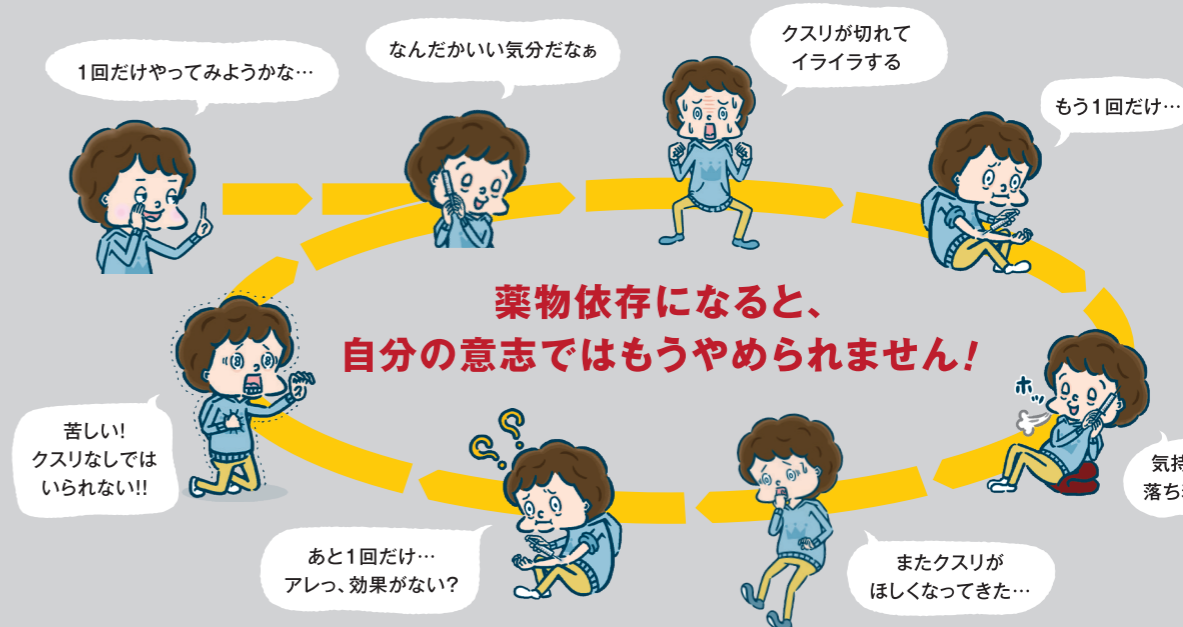 1回だけやってみようかな…
なんだかいい気分だなぁ
クスリが切れて
イライラする
もう1回だけ…
薬物依存になると、
自分の意志ではもうやめられません!
ホッ
気持
落ち
またクスリが
ほしくなってきた…
あと1回だけ…
アレっ、効果がない?
苦しい!
クスリなしでは
いられない!!